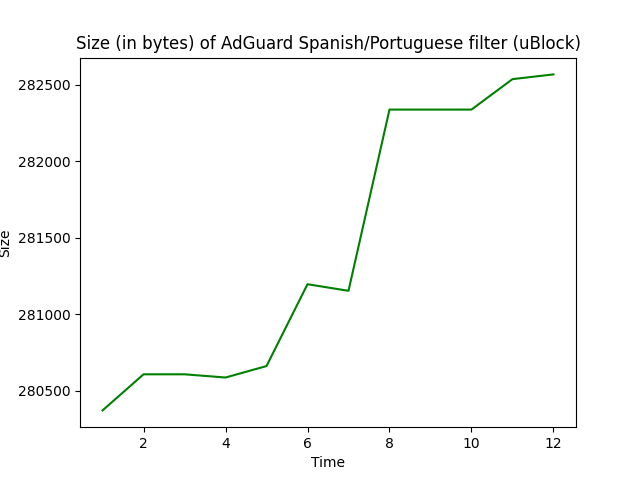 Size (in bytes) of AdGuard Spanish/Portuguese filter (uBlock)
282500
282000
281500
281000
280500
Size
2 4 6 8 10 12
Time